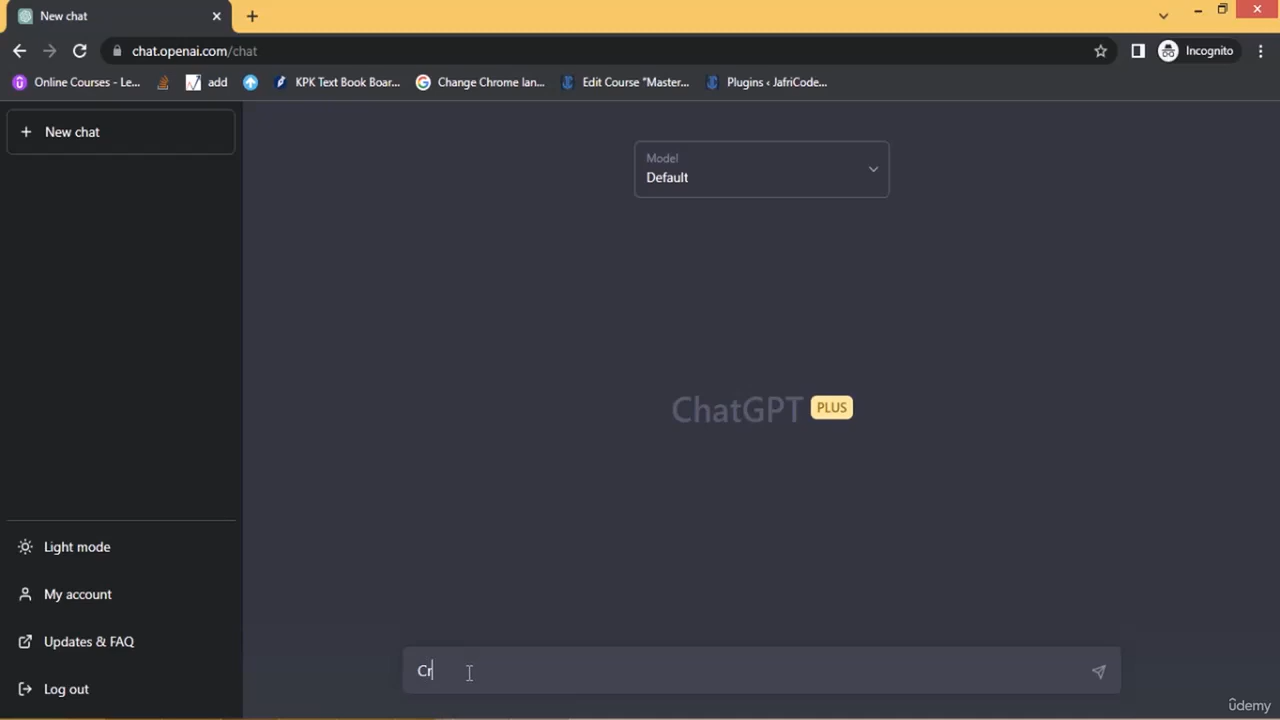 New chat
chat.openai.com/chat
Incognito
Online Courses - Le...
add
KPK Text Book Boar...
Change Chrome lan...
Edit Course "Master...
Plugins ‹ JafriCode...
New chat
Model
Default
ChatGPT PLUS
Light mode
My account
Updates & FAQ
Log out
Cr
ûdemy